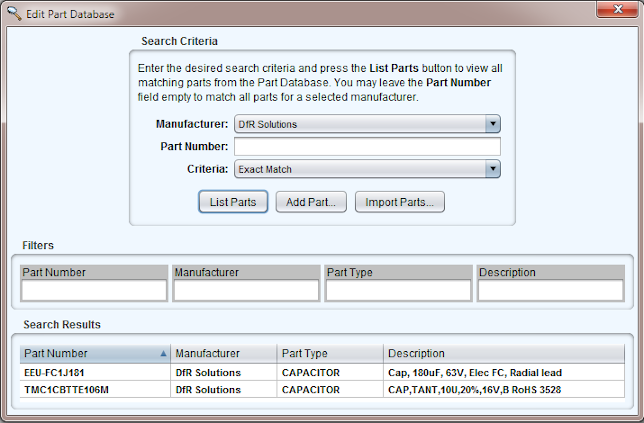 Edit Part Database
Search Criteria
Enter the desired search criteria and press the List Parts button to view all
matching parts from the Part Database. You may leave the Part Number
field empty to match all parts for a selected manufacturer.
Manufacturer: DfR Solutions
Part Number:
Criteria: Exact Match
List Parts Add Part... Import Parts...
Filters
Part Number Manufacturer Part Type Description
Search Results
Part Number Manufacturer Part Type Description
EEU-FC1J181 DfR Solutions CAPACITOR Cap, 180uF, 63V, Elec FC, Radial lead
TMC1CBTTE106M DfR Solutions CAPACITOR CAP,TANT,10U,20%,16V,B RoHS 3528